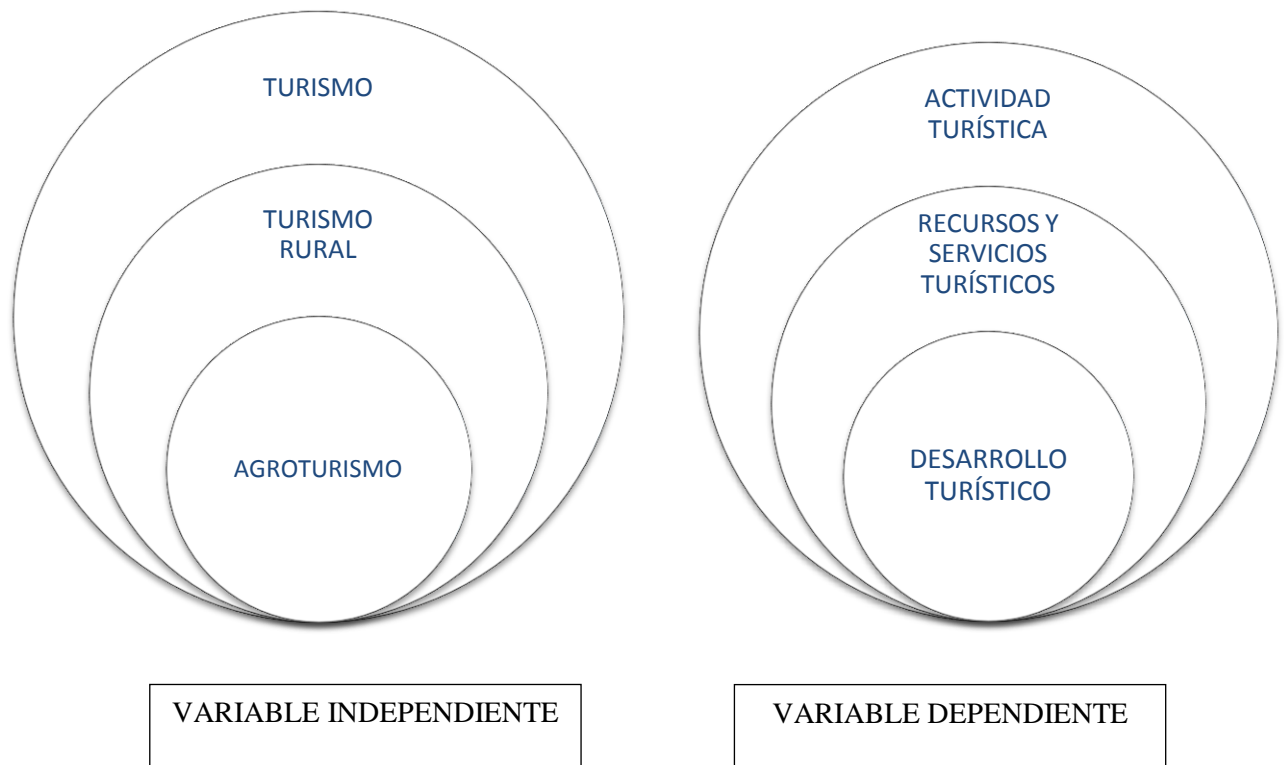 TURISMO
TURISMO
RURAL
AGROTURISMO
ACTIVIDAD
TURÍSTICA
RECURSOS Y
SERVICIOS
TURÍSTICOS
DESARROLLO
TURÍSTICO
VARIABLE INDEPENDIENTE
VARIABLE DEPENDIENTE